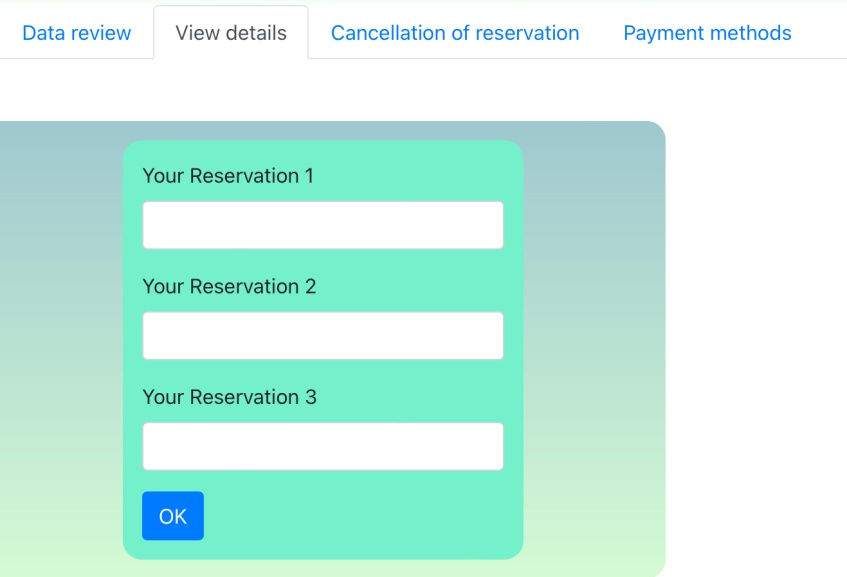 Data review View details Cancellation of reservation Payment methods
Your Reservation 1
Your Reservation 2
Your Reservation 3
OK